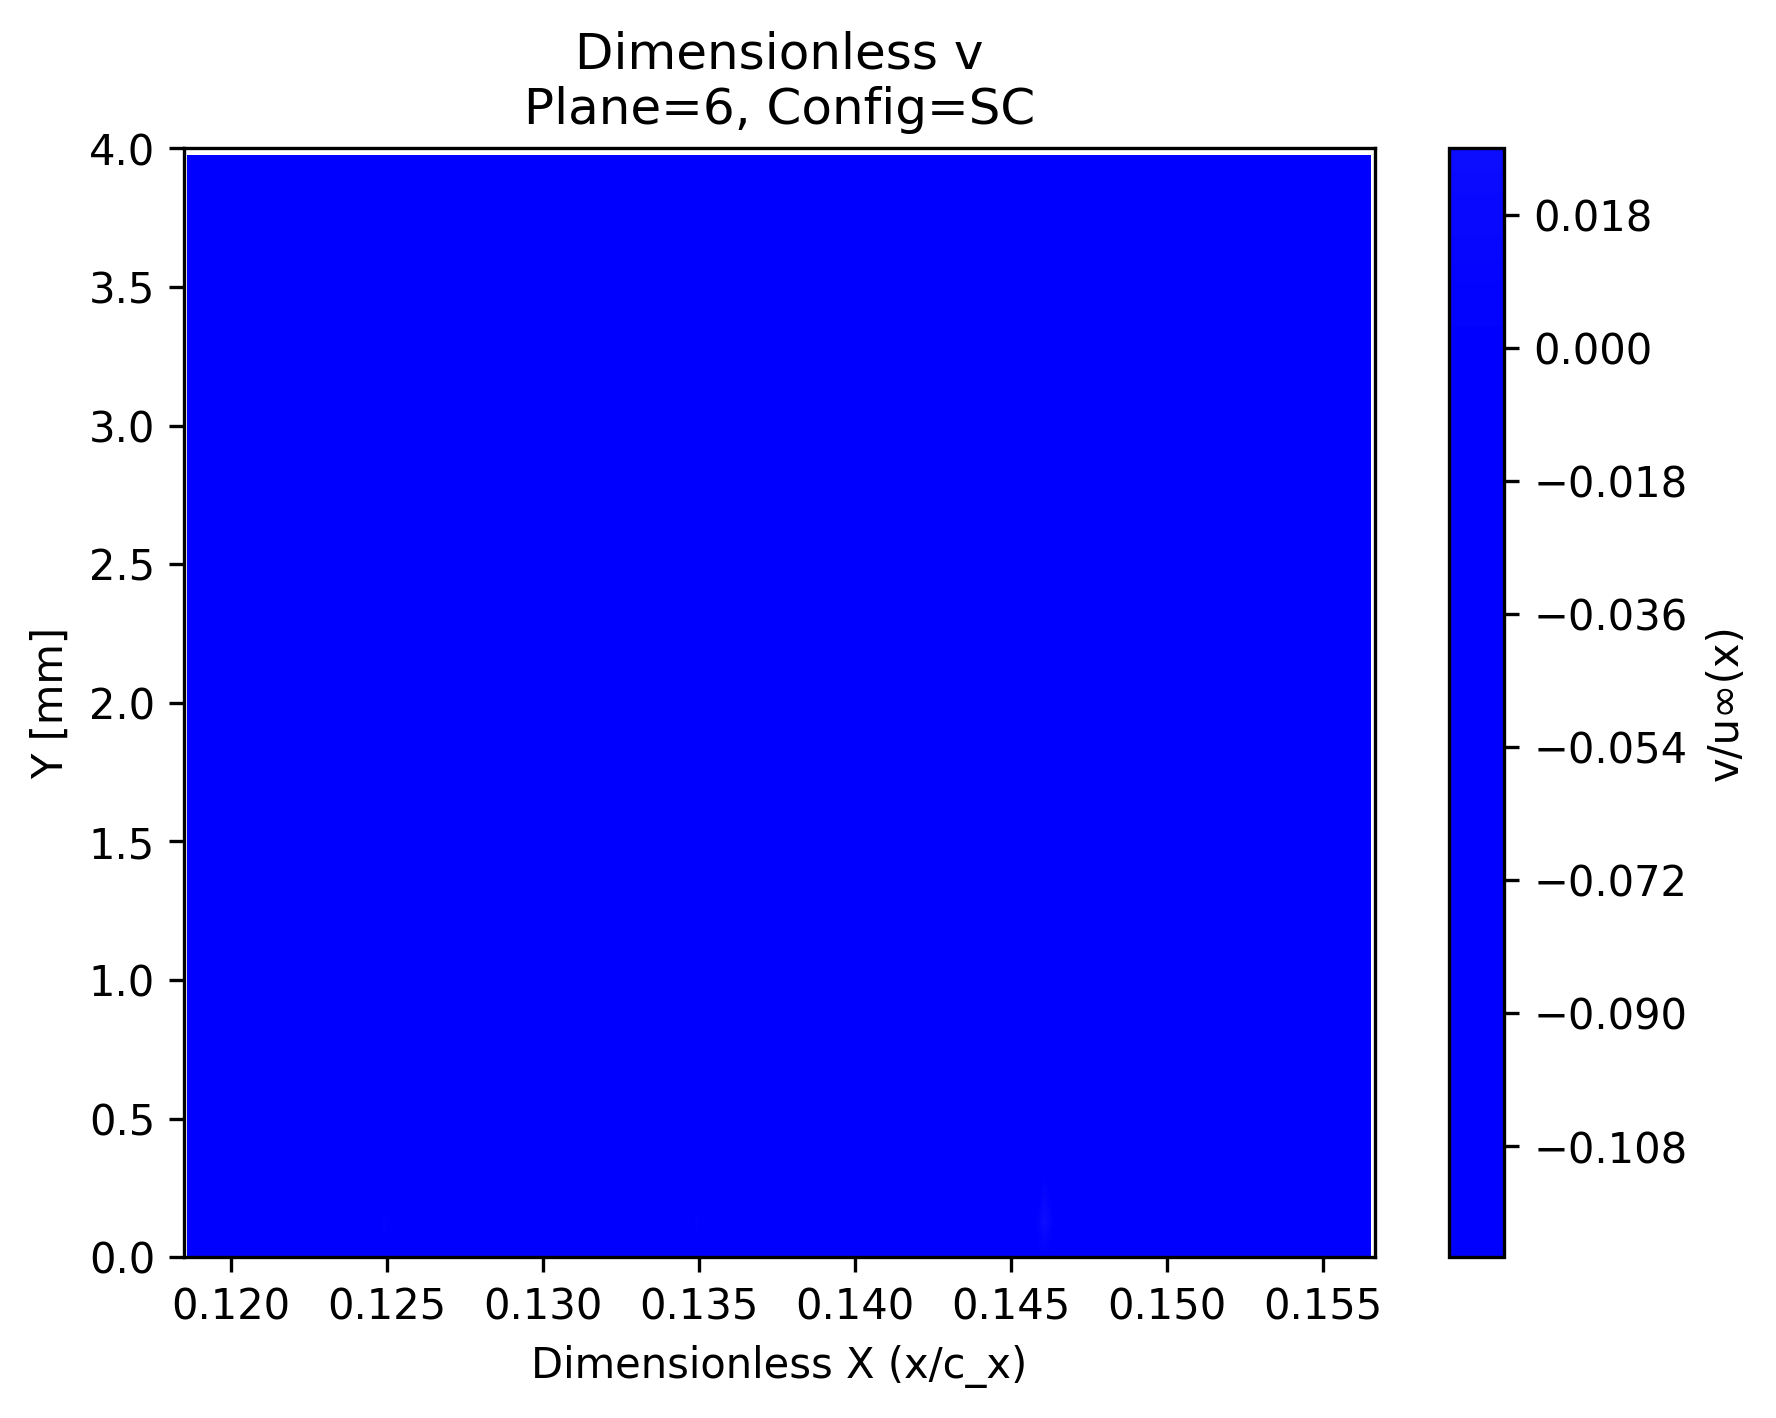 Dimensionless v
Plane=6, Config=SC
4.0
3.5
3.0
2.5
2.0
1.5
1.0
0.5
0.0
Y [mm]
0.120 0.125 0.130 0.135 0.140 0.145 0.150 0.155
Dimensionless X (x/c_x)
0.018
0.000
−0.018
−0.036
−0.054
−0.072
−0.090
−0.108
v/u∞(x)